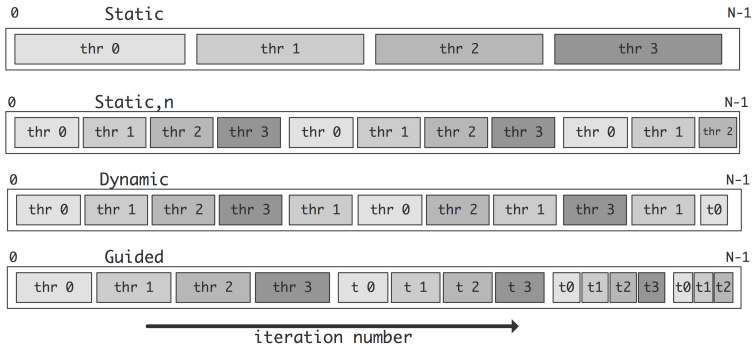 0 Static N-1
thr 0 thr 1 thr 2 thr 3
0 Static,n N-1
thr 0 thr 1 thr 2 thr 3 thr 0 thr 1 thr 2 thr 3 thr 0 thr 1 thr 2
0 Dynamic N-1
thr 0 thr 1 thr 2 thr 3 thr 1 thr 0 thr 2 thr 1 thr 3 thr 1 t0
0 Guided N-1
thr 0 thr 1 thr 2 thr 3 t 0 t 1 t 2 t 3 t0 t1 t2 t3 t0 t1 t2
iteration number